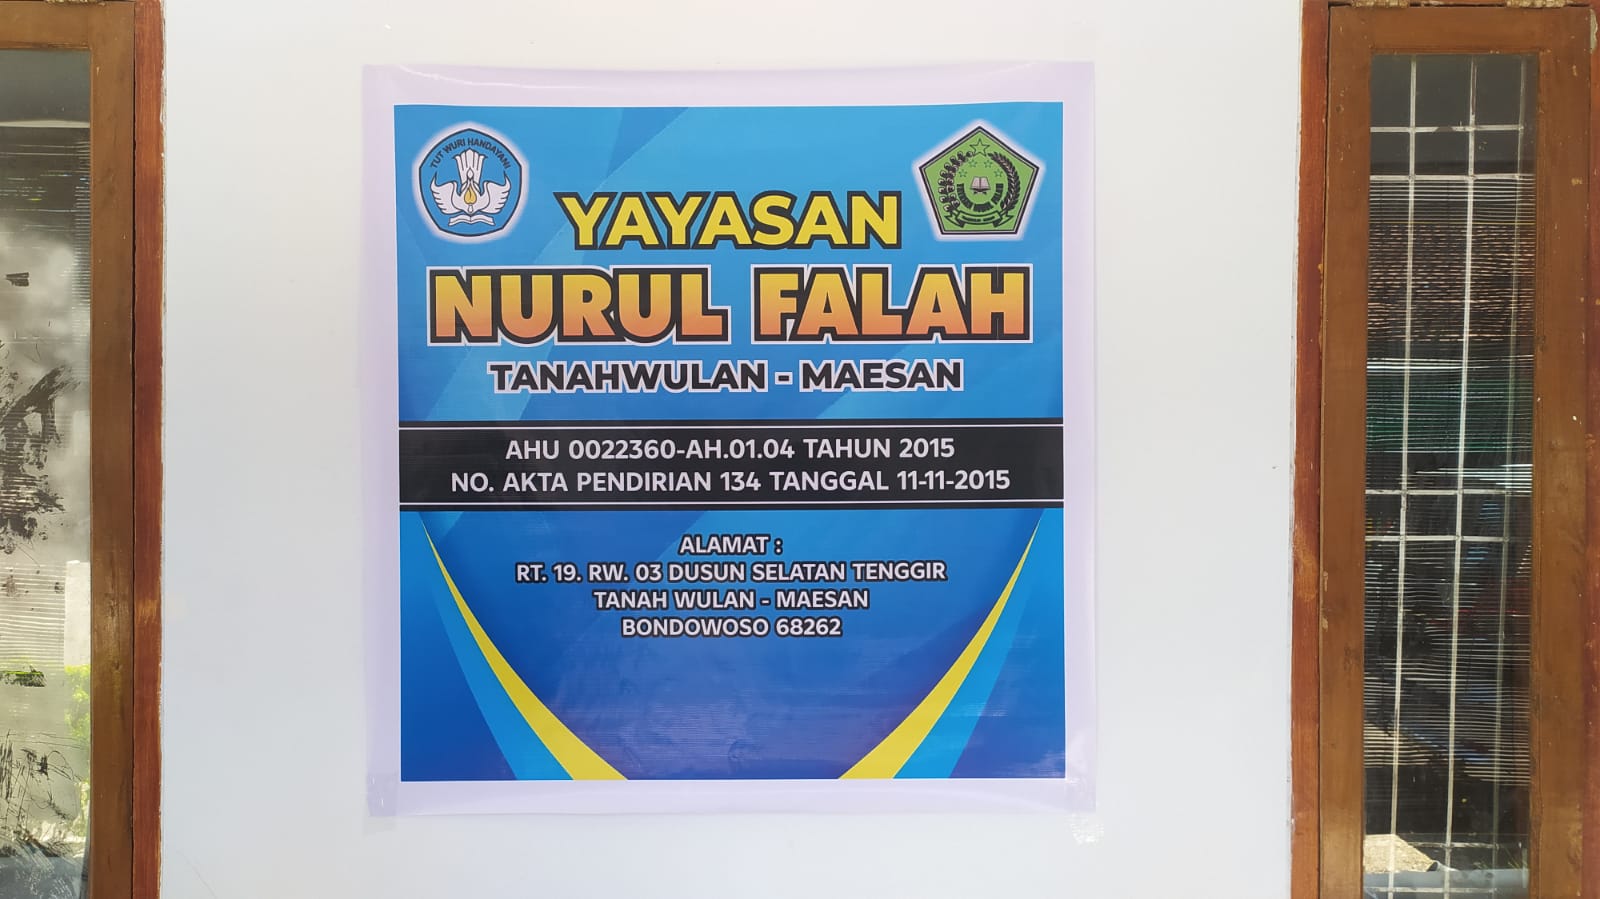 TUT WURI HANDAYANI
YAYASAN
NURUL FALAH
TANAHWULAN - MAESAN
AHU 0022360-AH.01.04 TAHUN 2015
NO. AKTA PENDIRIAN 134 TANGGAL 11-11-2015
ALAMAT :
RT. 19. RW. 03 DUSUN SELATAN TENGGIR
TANAH WULAN - MAESAN
BONDOWOSO 68262